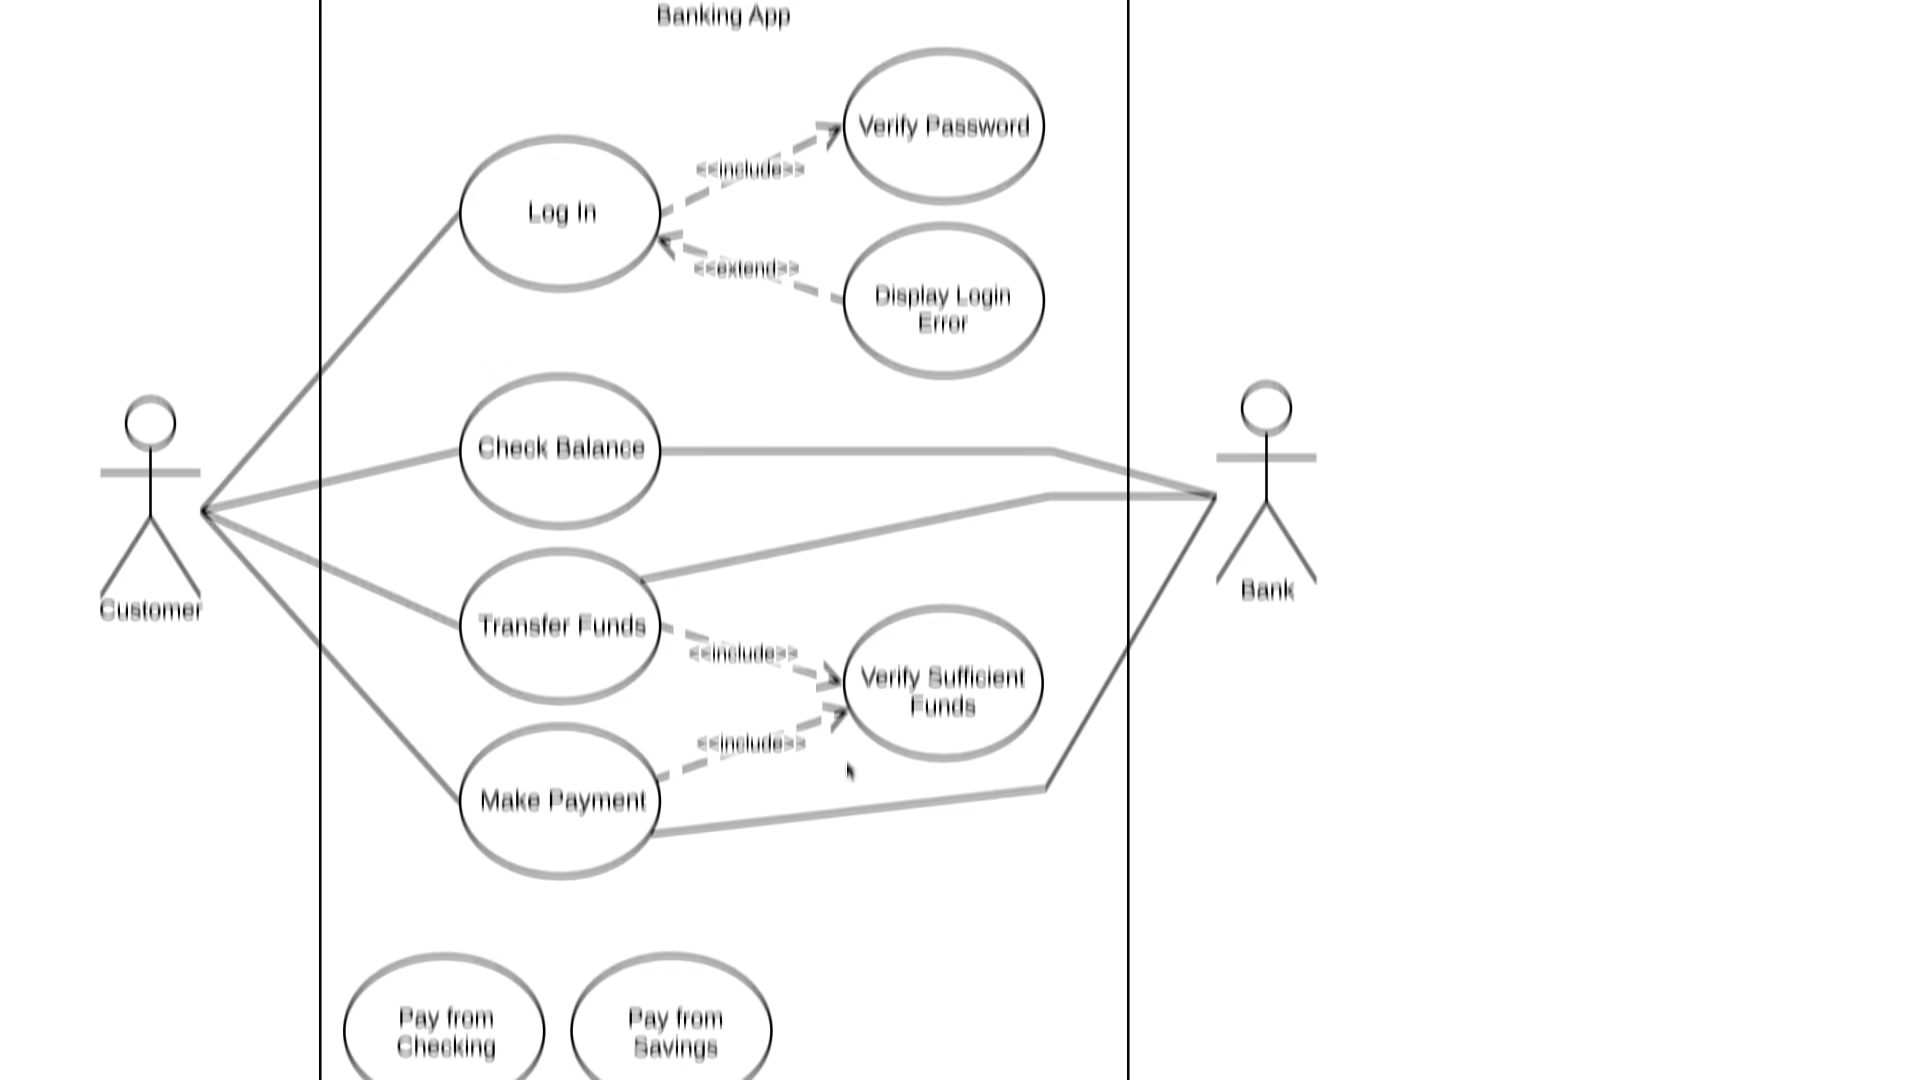 Banking App
Verify Password
<<include>>
Log In
<<extend>>
Display Login
Error
Check Balance
Customer
Bank
Transfer Funds
<<include>>
Verify Sufficient
Funds
<<include>>
Make Payment
Pay from
Checking
Pay from
Savings